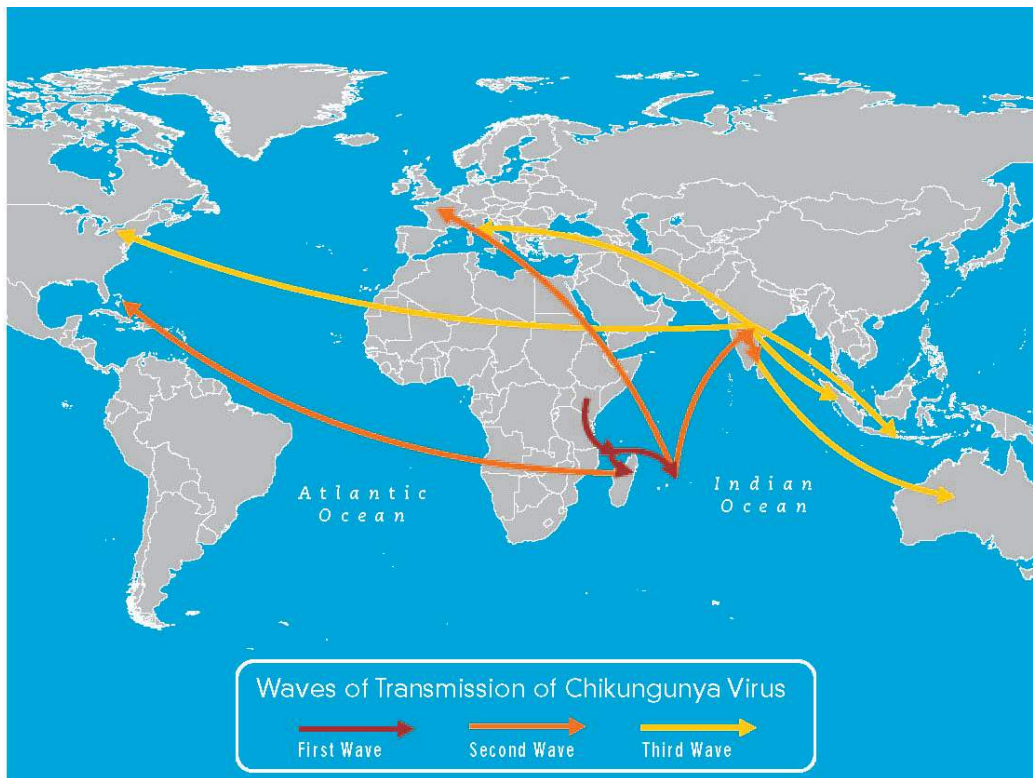 Atlantic
Ocean
Indian
Ocean
Waves of Transmission of Chikungunya Virus
First Wave
Second Wave
Third Wave